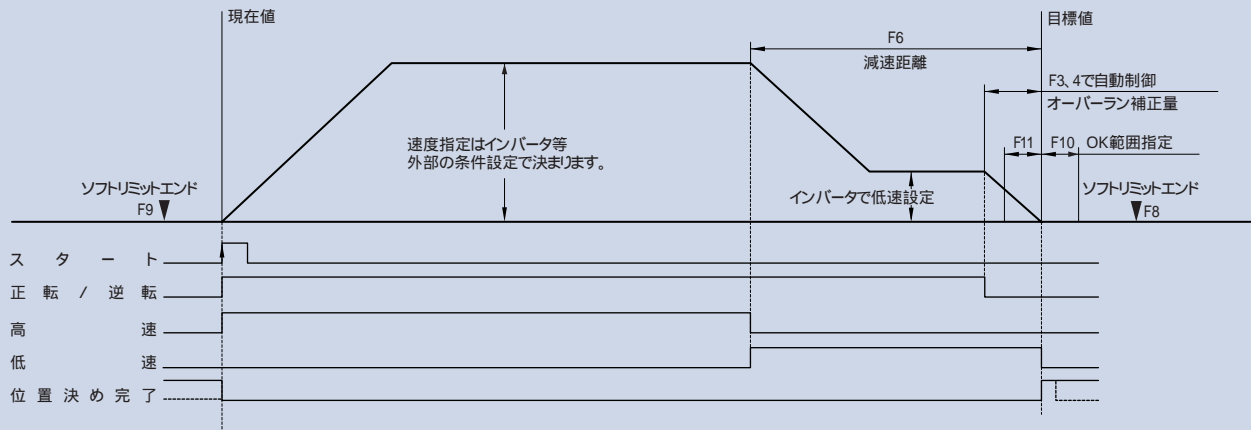 現在値
目標値
F6
減速距離
F3、4で自動制御
オーバーラン補正量
速度指定はインバータ等
外部の条件設定で決まります。
F11
F10
OK範囲指定
ソフトリミットエンド
F9
インバータで低速設定
ソフトリミットエンド
F8
スタート
正転/逆転
高速
低速
位置決め完了